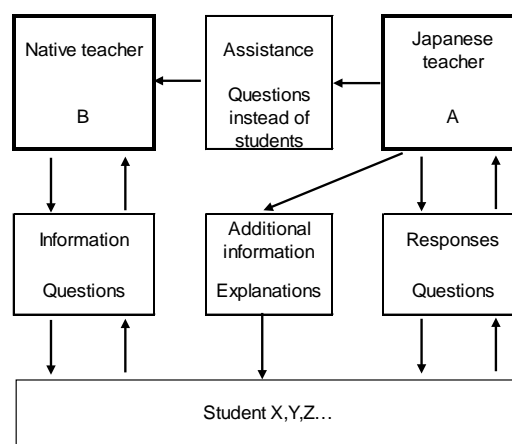 Native teacher
B
Assistance
Questions
instead of
students
Japanese
teacher
A
Information
Questions
Additional
information
Explanations
Responses
Questions
Student X,Y,Z…